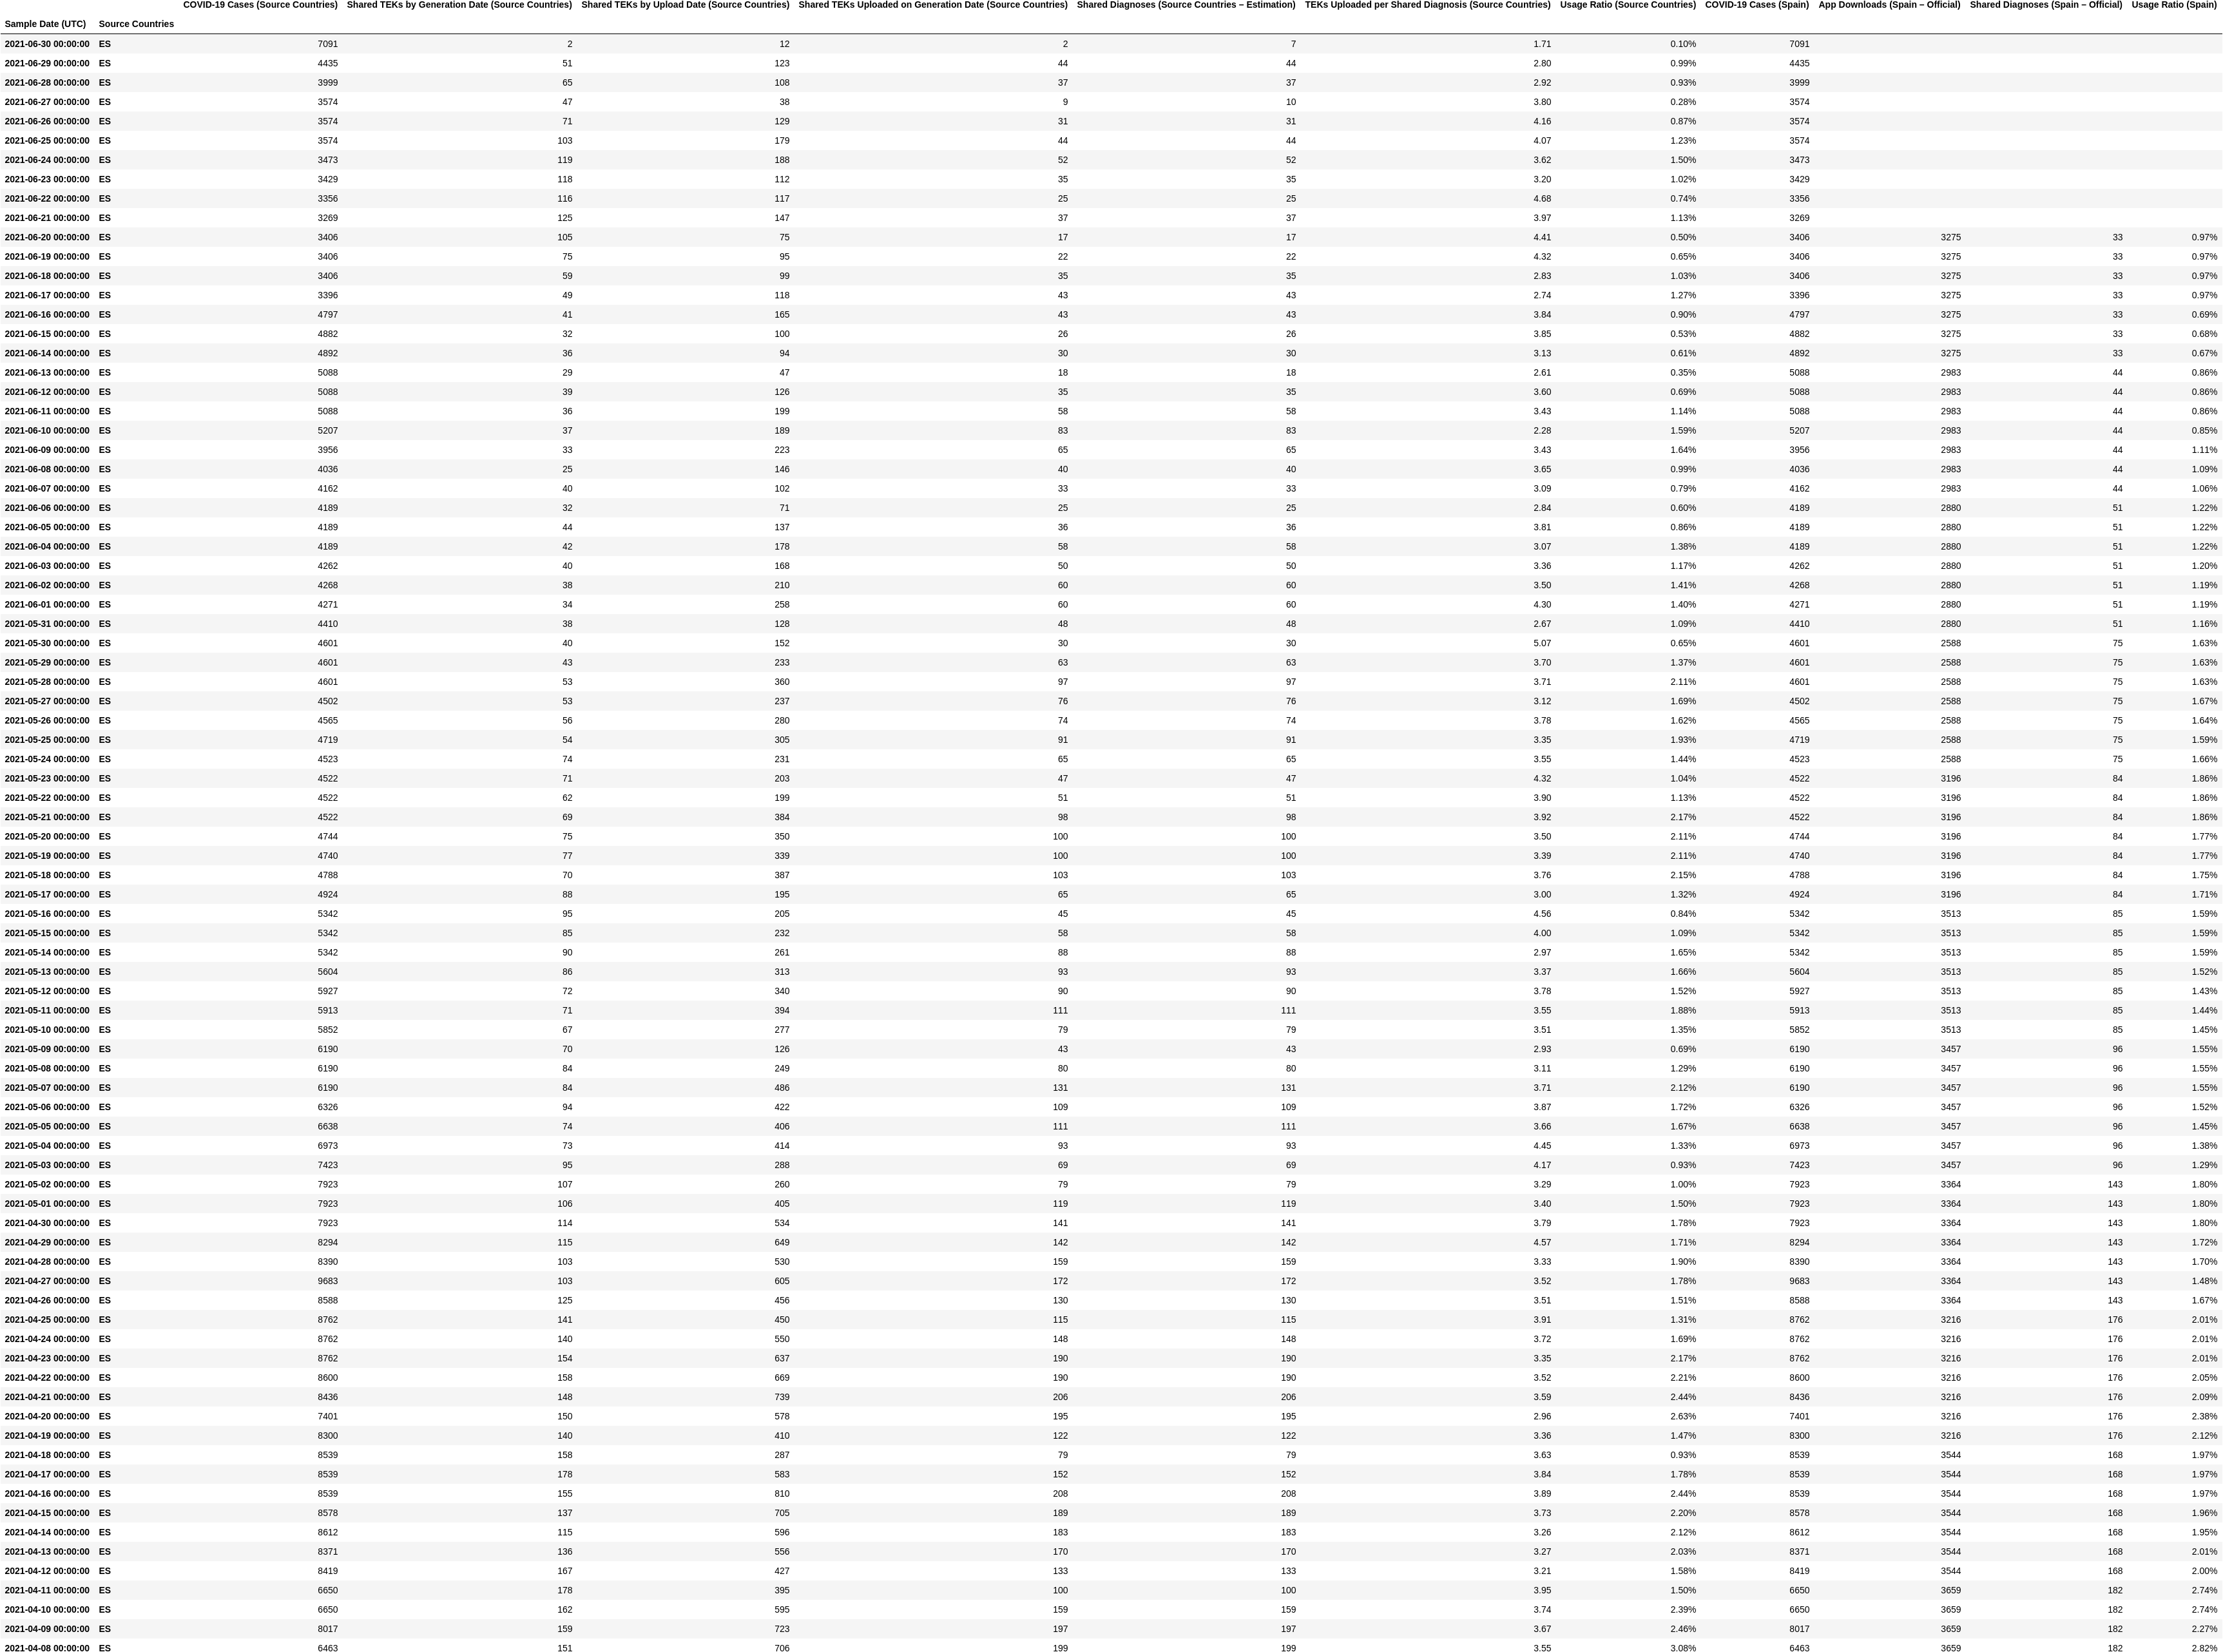 COVID-19 Cases (Source Countries) Shared TEKs by Generation Date (Source Countries) Shared TEKs by Upload Date (Source Countries) Shared TEKs Uploaded on Generation Date (Source Countries) Shared Diagnoses (Source Countries – Estimation) TEKs Uploaded per Shared Diagnosis (Source Countries) Usage Ratio (Source Countries) COVID-19 Cases (Spain) App Downloads (Spain – Official) Shared Diagnoses (Spain – Official) Usage Ratio (Spain)
Sample Date (UTC) Source Countries
2021-06-30 00:00:00 ES 7091 2 12 2 7 1.71 0.10% 7091
2021-06-29 00:00:00 ES 4435 51 123 44 44 2.80 0.99% 4435
2021-06-28 00:00:00 ES 3999 65 108 37 37 2.92 0.93% 3999
2021-06-27 00:00:00 ES 3574 47 38 9 10 3.80 0.28% 3574
2021-06-26 00:00:00 ES 3574 71 129 31 31 4.16 0.87% 3574
2021-06-25 00:00:00 ES 3574 103 179 44 44 4.07 1.23% 3574
2021-06-24 00:00:00 ES 3473 119 188 52 52 3.62 1.50% 3473
2021-06-23 00:00:00 ES 3429 118 112 35 35 3.20 1.02% 3429
2021-06-22 00:00:00 ES 3356 116 117 25 25 4.68 0.74% 3356
2021-06-21 00:00:00 ES 3269 125 147 37 37 3.97 1.13% 3269
2021-06-20 00:00:00 ES 3406 105 75 17 17 4.41 0.50% 3406 3275 33 0.97%
2021-06-19 00:00:00 ES 3406 75 95 22 22 4.32 0.65% 3406 3275 33 0.97%
2021-06-18 00:00:00 ES 3406 59 99 35 35 2.83 1.03% 3406 3275 33 0.97%
2021-06-17 00:00:00 ES 3396 49 118 43 43 2.74 1.27% 3396 3275 33 0.97%
2021-06-16 00:00:00 ES 4797 41 165 43 43 3.84 0.90% 4797 3275 33 0.69%
2021-06-15 00:00:00 ES 4882 32 100 26 26 3.85 0.53% 4882 3275 33 0.68%
2021-06-14 00:00:00 ES 4892 36 94 30 30 3.13 0.61% 4892 3275 33 0.67%
2021-06-13 00:00:00 ES 5088 29 47 18 18 2.61 0.35% 5088 2983 44 0.86%
2021-06-12 00:00:00 ES 5088 39 126 35 35 3.60 0.69% 5088 2983 44 0.86%
2021-06-11 00:00:00 ES 5088 36 199 58 58 3.43 1.14% 5088 2983 44 0.86%
2021-06-10 00:00:00 ES 5207 37 189 83 83 2.28 1.59% 5207 2983 44 0.85%
2021-06-09 00:00:00 ES 3956 33 223 65 65 3.43 1.64% 3956 2983 44 1.11%
2021-06-08 00:00:00 ES 4036 25 146 40 40 3.65 0.99% 4036 2983 44 1.09%
2021-06-07 00:00:00 ES 4162 40 102 33 33 3.09 0.79% 4162 2983 44 1.06%
2021-06-06 00:00:00 ES 4189 32 71 25 25 2.84 0.60% 4189 2880 51 1.22%
2021-06-05 00:00:00 ES 4189 44 137 36 36 3.81 0.86% 4189 2880 51 1.22%
2021-06-04 00:00:00 ES 4189 42 178 58 58 3.07 1.38% 4189 2880 51 1.22%
2021-06-03 00:00:00 ES 4262 40 168 50 50 3.36 1.17% 4262 2880 51 1.20%
2021-06-02 00:00:00 ES 4268 38 210 60 60 3.50 1.41% 4268 2880 51 1.19%
2021-06-01 00:00:00 ES 4271 34 258 60 60 4.30 1.40% 4271 2880 51 1.19%
2021-05-31 00:00:00 ES 4410 38 128 48 48 2.67 1.09% 4410 2880 51 1.16%
2021-05-30 00:00:00 ES 4601 40 152 30 30 5.07 0.65% 4601 2588 75 1.63%
2021-05-29 00:00:00 ES 4601 43 233 63 63 3.70 1.37% 4601 2588 75 1.63%
2021-05-28 00:00:00 ES 4601 53 360 97 97 3.71 2.11% 4601 2588 75 1.63%
2021-05-27 00:00:00 ES 4502 53 237 76 76 3.12 1.69% 4502 2588 75 1.67%
2021-05-26 00:00:00 ES 4565 56 280 74 74 3.78 1.62% 4565 2588 75 1.64%
2021-05-25 00:00:00 ES 4719 54 305 91 91 3.35 1.93% 4719 2588 75 1.59%
2021-05-24 00:00:00 ES 4523 74 231 65 65 3.55 1.44% 4523 2588 75 1.66%
2021-05-23 00:00:00 ES 4522 71 203 47 47 4.32 1.04% 4522 3196 84 1.86%
2021-05-22 00:00:00 ES 4522 62 199 51 51 3.90 1.13% 4522 3196 84 1.86%
2021-05-21 00:00:00 ES 4522 69 384 98 98 3.92 2.17% 4522 3196 84 1.86%
2021-05-20 00:00:00 ES 4744 75 350 100 100 3.50 2.11% 4744 3196 84 1.77%
2021-05-19 00:00:00 ES 4740 77 339 100 100 3.39 2.11% 4740 3196 84 1.77%
2021-05-18 00:00:00 ES 4788 70 387 103 103 3.76 2.15% 4788 3196 84 1.75%
2021-05-17 00:00:00 ES 4924 88 195 65 65 3.00 1.32% 4924 3196 84 1.71%
2021-05-16 00:00:00 ES 5342 95 205 45 45 4.56 0.84% 5342 3513 85 1.59%
2021-05-15 00:00:00 ES 5342 85 232 58 58 4.00 1.09% 5342 3513 85 1.59%
2021-05-14 00:00:00 ES 5342 90 261 88 88 2.97 1.65% 5342 3513 85 1.59%
2021-05-13 00:00:00 ES 5604 86 313 93 93 3.37 1.66% 5604 3513 85 1.52%
2021-05-12 00:00:00 ES 5927 72 340 90 90 3.78 1.52% 5927 3513 85 1.43%
2021-05-11 00:00:00 ES 5913 71 394 111 111 3.55 1.88% 5913 3513 85 1.44%
2021-05-10 00:00:00 ES 5852 67 277 79 79 3.51 1.35% 5852 3513 85 1.45%
2021-05-09 00:00:00 ES 6190 70 126 43 43 2.93 0.69% 6190 3457 96 1.55%
2021-05-08 00:00:00 ES 6190 84 249 80 80 3.11 1.29% 6190 3457 96 1.55%
2021-05-07 00:00:00 ES 6190 84 486 131 131 3.71 2.12% 6190 3457 96 1.55%
2021-05-06 00:00:00 ES 6326 94 422 109 109 3.87 1.72% 6326 3457 96 1.52%
2021-05-05 00:00:00 ES 6638 74 406 111 111 3.66 1.67% 6638 3457 96 1.45%
2021-05-04 00:00:00 ES 6973 73 414 93 93 4.45 1.33% 6973 3457 96 1.38%
2021-05-03 00:00:00 ES 7423 95 288 69 69 4.17 0.93% 7423 3457 96 1.29%
2021-05-02 00:00:00 ES 7923 107 260 79 79 3.29 1.00% 7923 3364 143 1.80%
2021-05-01 00:00:00 ES 7923 106 405 119 119 3.40 1.50% 7923 3364 143 1.80%
2021-04-30 00:00:00 ES 7923 114 534 141 141 3.79 1.78% 7923 3364 143 1.80%
2021-04-29 00:00:00 ES 8294 115 649 142 142 4.57 1.71% 8294 3364 143 1.72%
2021-04-28 00:00:00 ES 8390 103 530 159 159 3.33 1.90% 8390 3364 143 1.70%
2021-04-27 00:00:00 ES 9683 103 605 172 172 3.52 1.78% 9683 3364 143 1.48%
2021-04-26 00:00:00 ES 8588 125 456 130 130 3.51 1.51% 8588 3364 143 1.67%
2021-04-25 00:00:00 ES 8762 141 450 115 115 3.91 1.31% 8762 3216 176 2.01%
2021-04-24 00:00:00 ES 8762 140 550 148 148 3.72 1.69% 8762 3216 176 2.01%
2021-04-23 00:00:00 ES 8762 154 637 190 190 3.35 2.17% 8762 3216 176 2.01%
2021-04-22 00:00:00 ES 8600 158 669 190 190 3.52 2.21% 8600 3216 176 2.05%
2021-04-21 00:00:00 ES 8436 148 739 206 206 3.59 2.44% 8436 3216 176 2.09%
2021-04-20 00:00:00 ES 7401 150 578 195 195 2.96 2.63% 7401 3216 176 2.38%
2021-04-19 00:00:00 ES 8300 140 410 122 122 3.36 1.47% 8300 3216 176 2.12%
2021-04-18 00:00:00 ES 8539 158 287 79 79 3.63 0.93% 8539 3544 168 1.97%
2021-04-17 00:00:00 ES 8539 178 583 152 152 3.84 1.78% 8539 3544 168 1.97%
2021-04-16 00:00:00 ES 8539 155 810 208 208 3.89 2.44% 8539 3544 168 1.97%
2021-04-15 00:00:00 ES 8578 137 705 189 189 3.73 2.20% 8578 3544 168 1.96%
2021-04-14 00:00:00 ES 8612 115 596 183 183 3.26 2.12% 8612 3544 168 1.95%
2021-04-13 00:00:00 ES 8371 136 556 170 170 3.27 2.03% 8371 3544 168 2.01%
2021-04-12 00:00:00 ES 8419 167 427 133 133 3.21 1.58% 8419 3544 168 2.00%
2021-04-11 00:00:00 ES 6650 178 395 100 100 3.95 1.50% 6650 3659 182 2.74%
2021-04-10 00:00:00 ES 6650 162 595 159 159 3.74 2.39% 6650 3659 182 2.74%
2021-04-09 00:00:00 ES 8017 159 723 197 197 3.67 2.46% 8017 3659 182 2.27%
2021-04-08 00:00:00 ES 6463 151 706 199 199 3.55 3.08% 6463 3659 182 2.82%